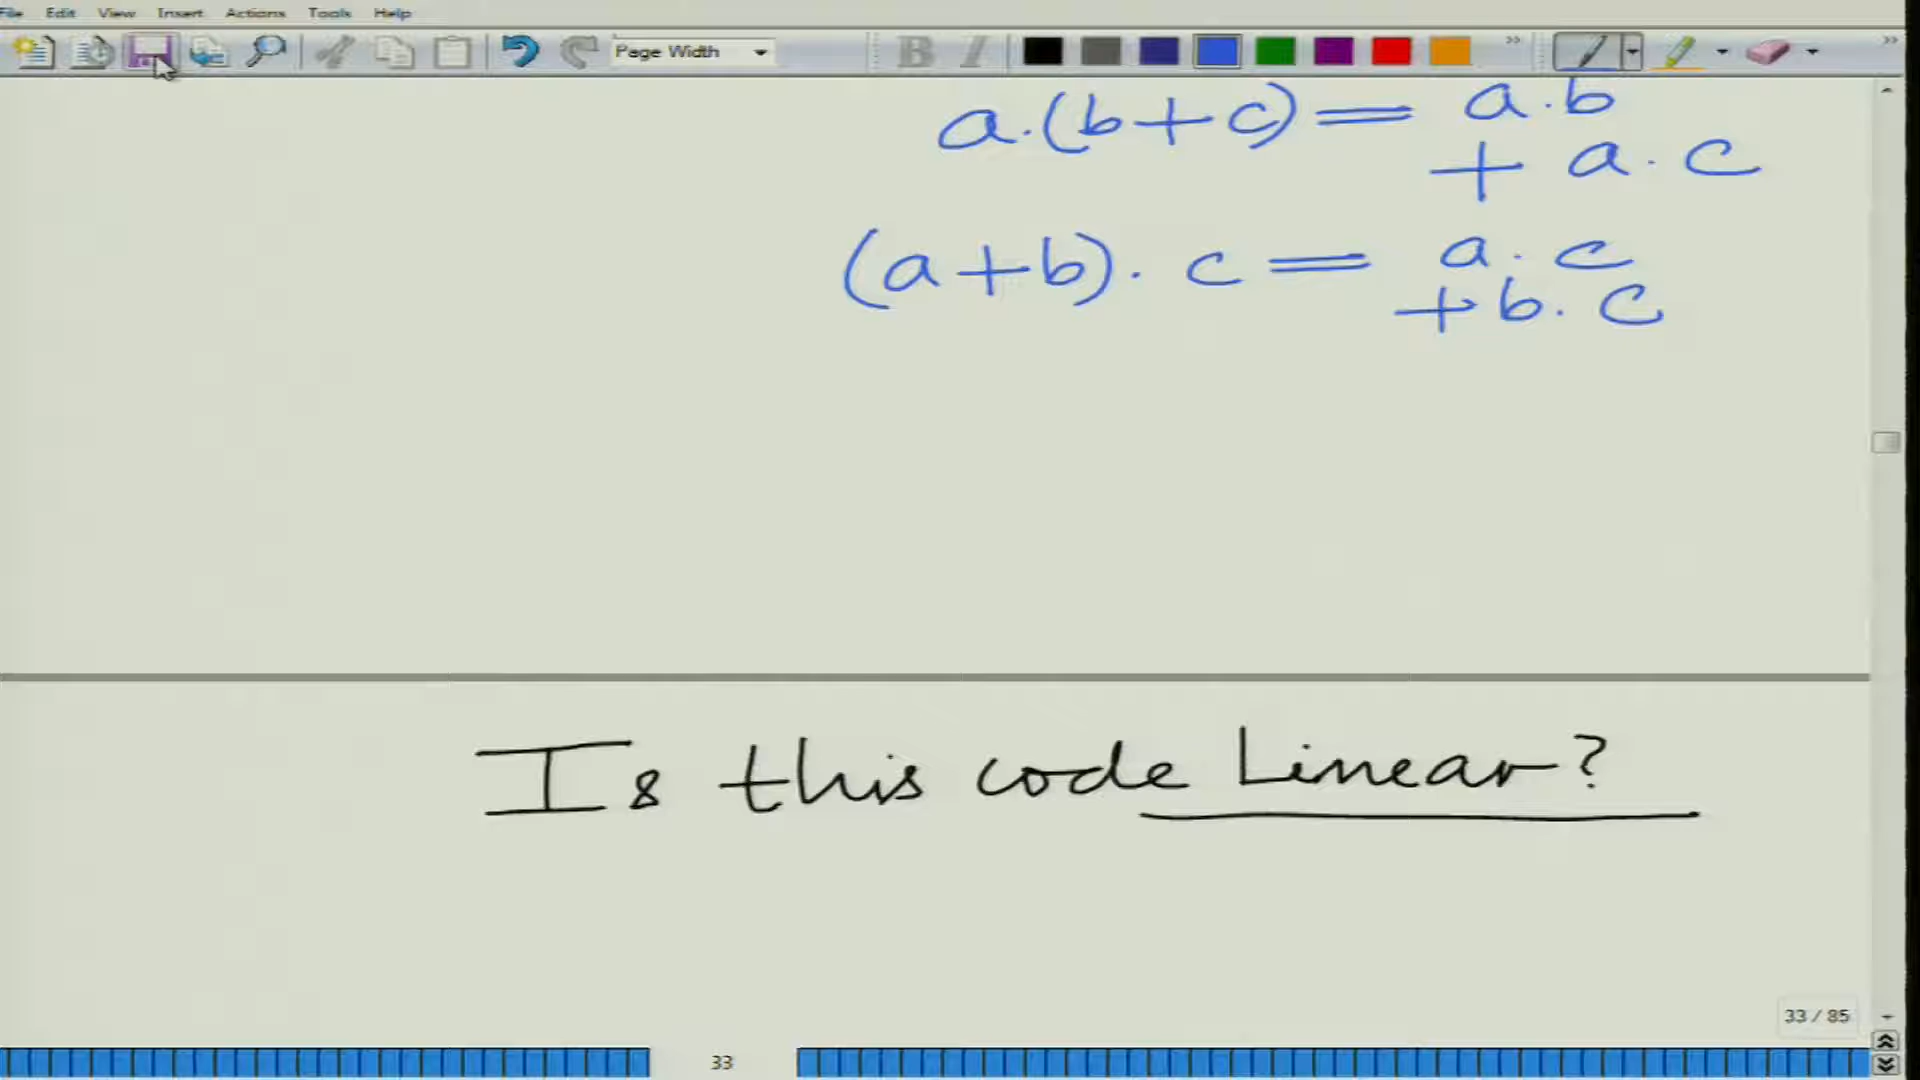 File Edit View Insert Actions Tools Help
Page Width
B I
a.(b+c) = a.b
+ a.c
(a+b). c = a.c
+b.c
Is this code Linear?
33 / 85
33